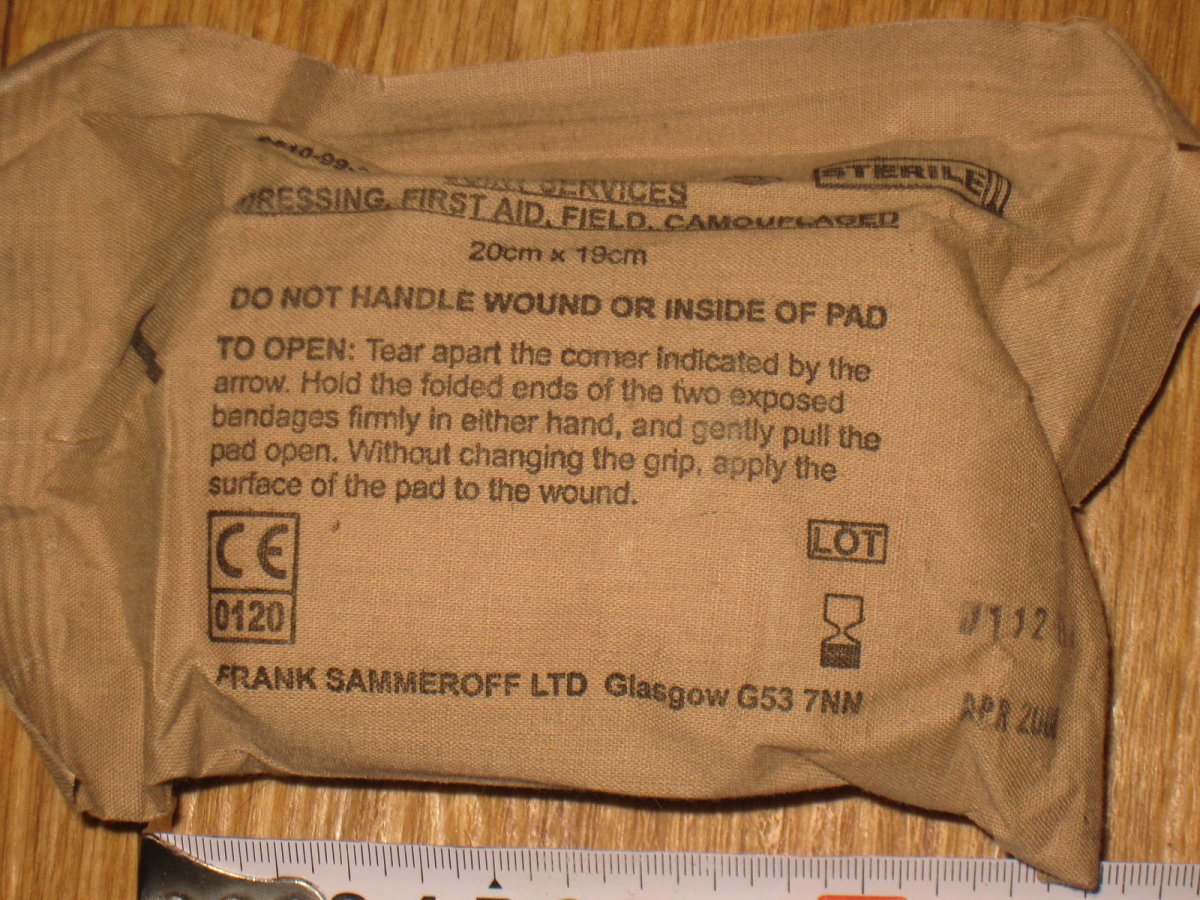 STERILE
SERVICES
DRESSING, FIRST AID, FIELD, CAMOUFLAGED
20cm x 19cm
DO NOT HANDLE WOUND OR INSIDE OF PAD
TO OPEN: Tear apart the corner indicated by the
arrow. Hold the folded ends of the two exposed
bandages firmly in either hand, and gently pull the
pad open. Without changing the grip, apply the
surface of the pad to the wound.
CE
0120
LOT
FRANK SAMMEROFF LTD Glasgow G53 7NN
APR